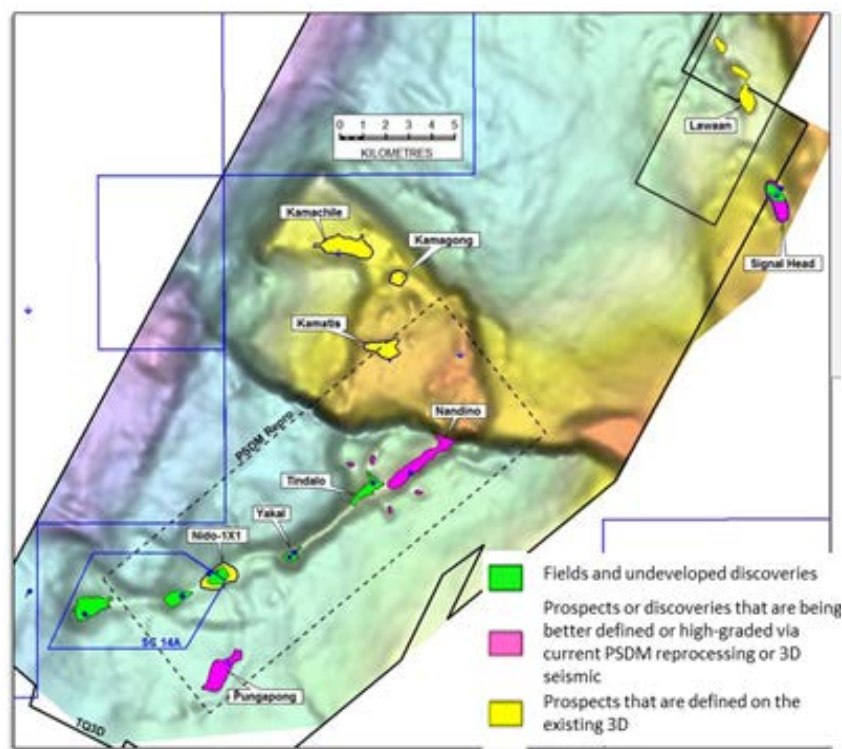 Lawaan
0 1 2 3 4 5
KILOMETRES
Kamachile
Kamagong
Signal Head
Kamatis
Nandino
PSDM Repro
Tindalo
Yakal
Nido-1X1
SC 14A
Pungapong
TQ3D
Fields and undeveloped discoveries
Prospects or discoveries that are being
better defined or high-graded via
current PSDM reprocessing or 3D
seismic
Prospects that are defined on the
existing 3D